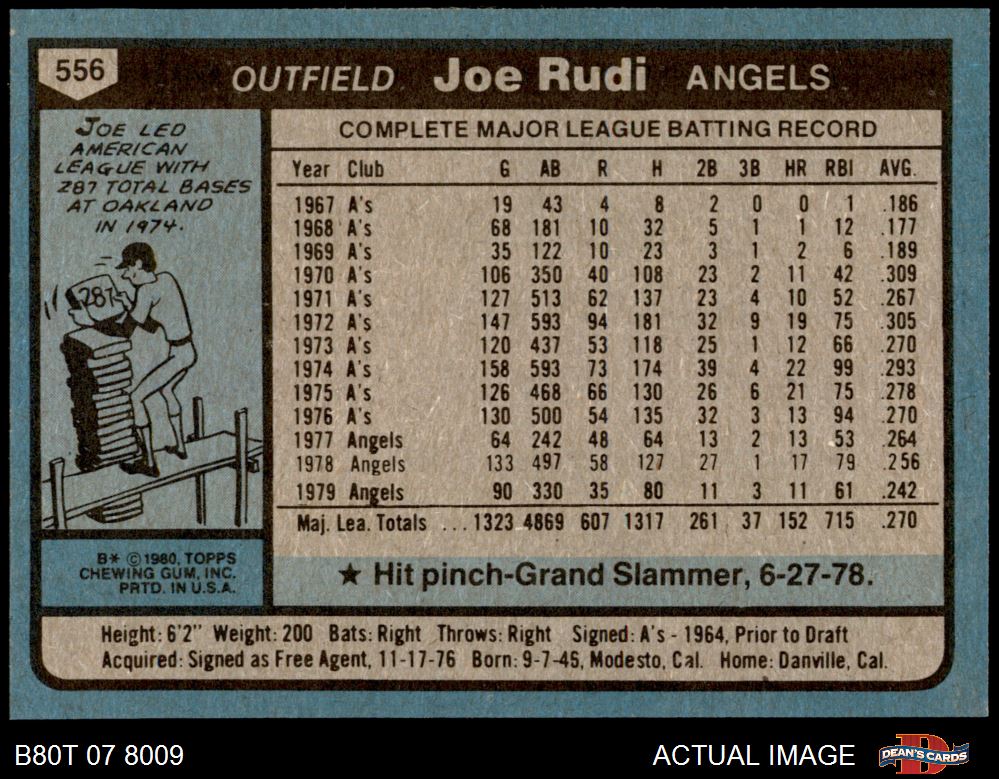 556
OUTFIELD Joe Rudi ANGELS
JOE LED
AMERICAN
LEAGUE WITH
287 TOTAL BASES
AT OAKLAND
IN 1974.
287
COMPLETE MAJOR LEAGUE BATTING RECORD
Year Club G AB R H 2B 3B HR RBI AVG.
1967 A's 19 43 4 8 2 0 0 1 .186
1968 A's 68 181 10 32 5 1 1 12 .177
1969 A's 35 122 10 23 3 1 2 6 .189
1970 A's 106 350 40 108 23 2 11 42 .309
1971 A's 127 513 62 137 23 4 10 52 .267
1972 A's 147 593 94 181 32 9 19 75 .305
1973 A's 120 437 53 118 25 1 12 66 .270
1974 A's 158 593 73 174 39 4 22 99 .293
1975 A's 126 468 66 130 26 6 21 75 .278
1976 A's 130 500 54 135 32 3 13 94 .270
1977 Angels 64 242 48 64 13 2 13 53 .264
1978 Angels 133 497 58 127 27 1 17 79 .256
1979 Angels 90 330 35 80 11 3 11 61 .242
Maj. Lea. Totals ... 1323 4869 607 1317 261 37 152 715 .270
B* © 1980, TOPPS
CHEWING GUM, INC.
PRTD. IN U.S.A.
★ Hit pinch-Grand Slammer, 6-27-78.
Height: 6'2" Weight: 200 Bats: Right Throws: Right Signed: A's - 1964, Prior to Draft
Acquired: Signed as Free Agent, 11-17-76 Born: 9-7-45, Modesto, Cal. Home: Danville, Cal.
B80T 07 8009
ACTUAL IMAGE
D
DEAN'S CARDS